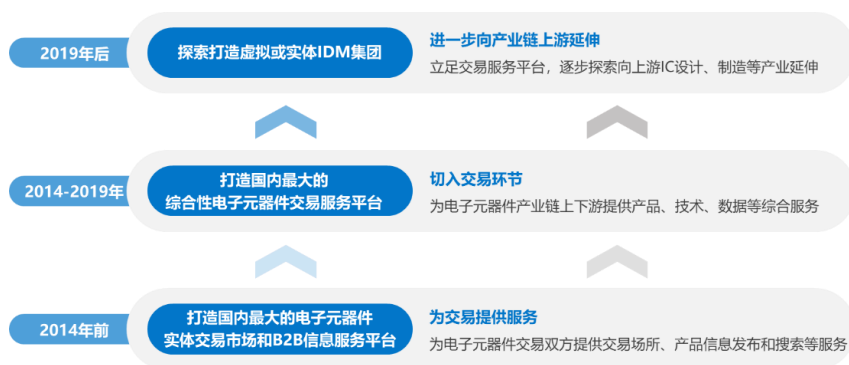 2019年后
探索打造虚拟或实体IDM集团
进一步向产业链上游延伸
立足交易服务平台，逐步探索向上游IC设计、制造等产业延伸
2014-2019年
打造国内最大的
综合性电子元器件交易服务平台
切入交易环节
为电子元器件产业链上下游提供产品、技术、数据等综合服务
2014年前
打造国内最大的电子元器件
实体交易市场和B2B信息服务平台
为交易提供服务
为电子元器件交易双方提供交易场所、产品信息发布和搜索等服务